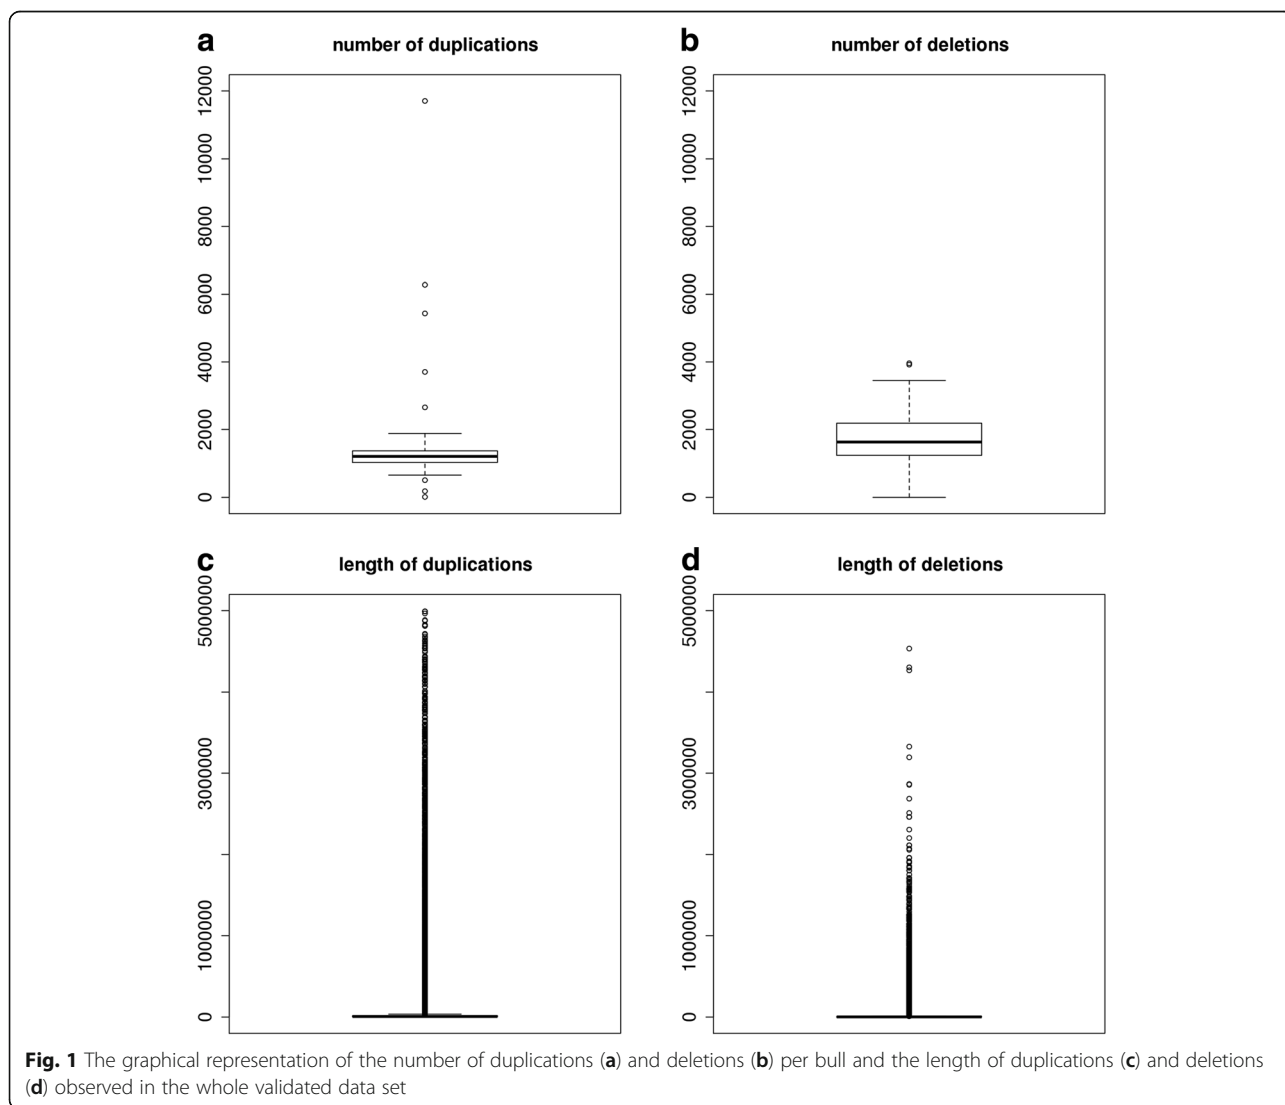 a
number of duplications
12000
10000
8000
6000
4000
2000
0
b
number of deletions
12000
10000
8000
6000
4000
2000
0
c
length of duplications
5000000
3000000
1000000
0
d
length of deletions
5000000
3000000
1000000
0
Fig. 1 The graphical representation of the number of duplications (a) and deletions (b) per bull and the length of duplications (c) and deletions
(d) observed in the whole validated data set